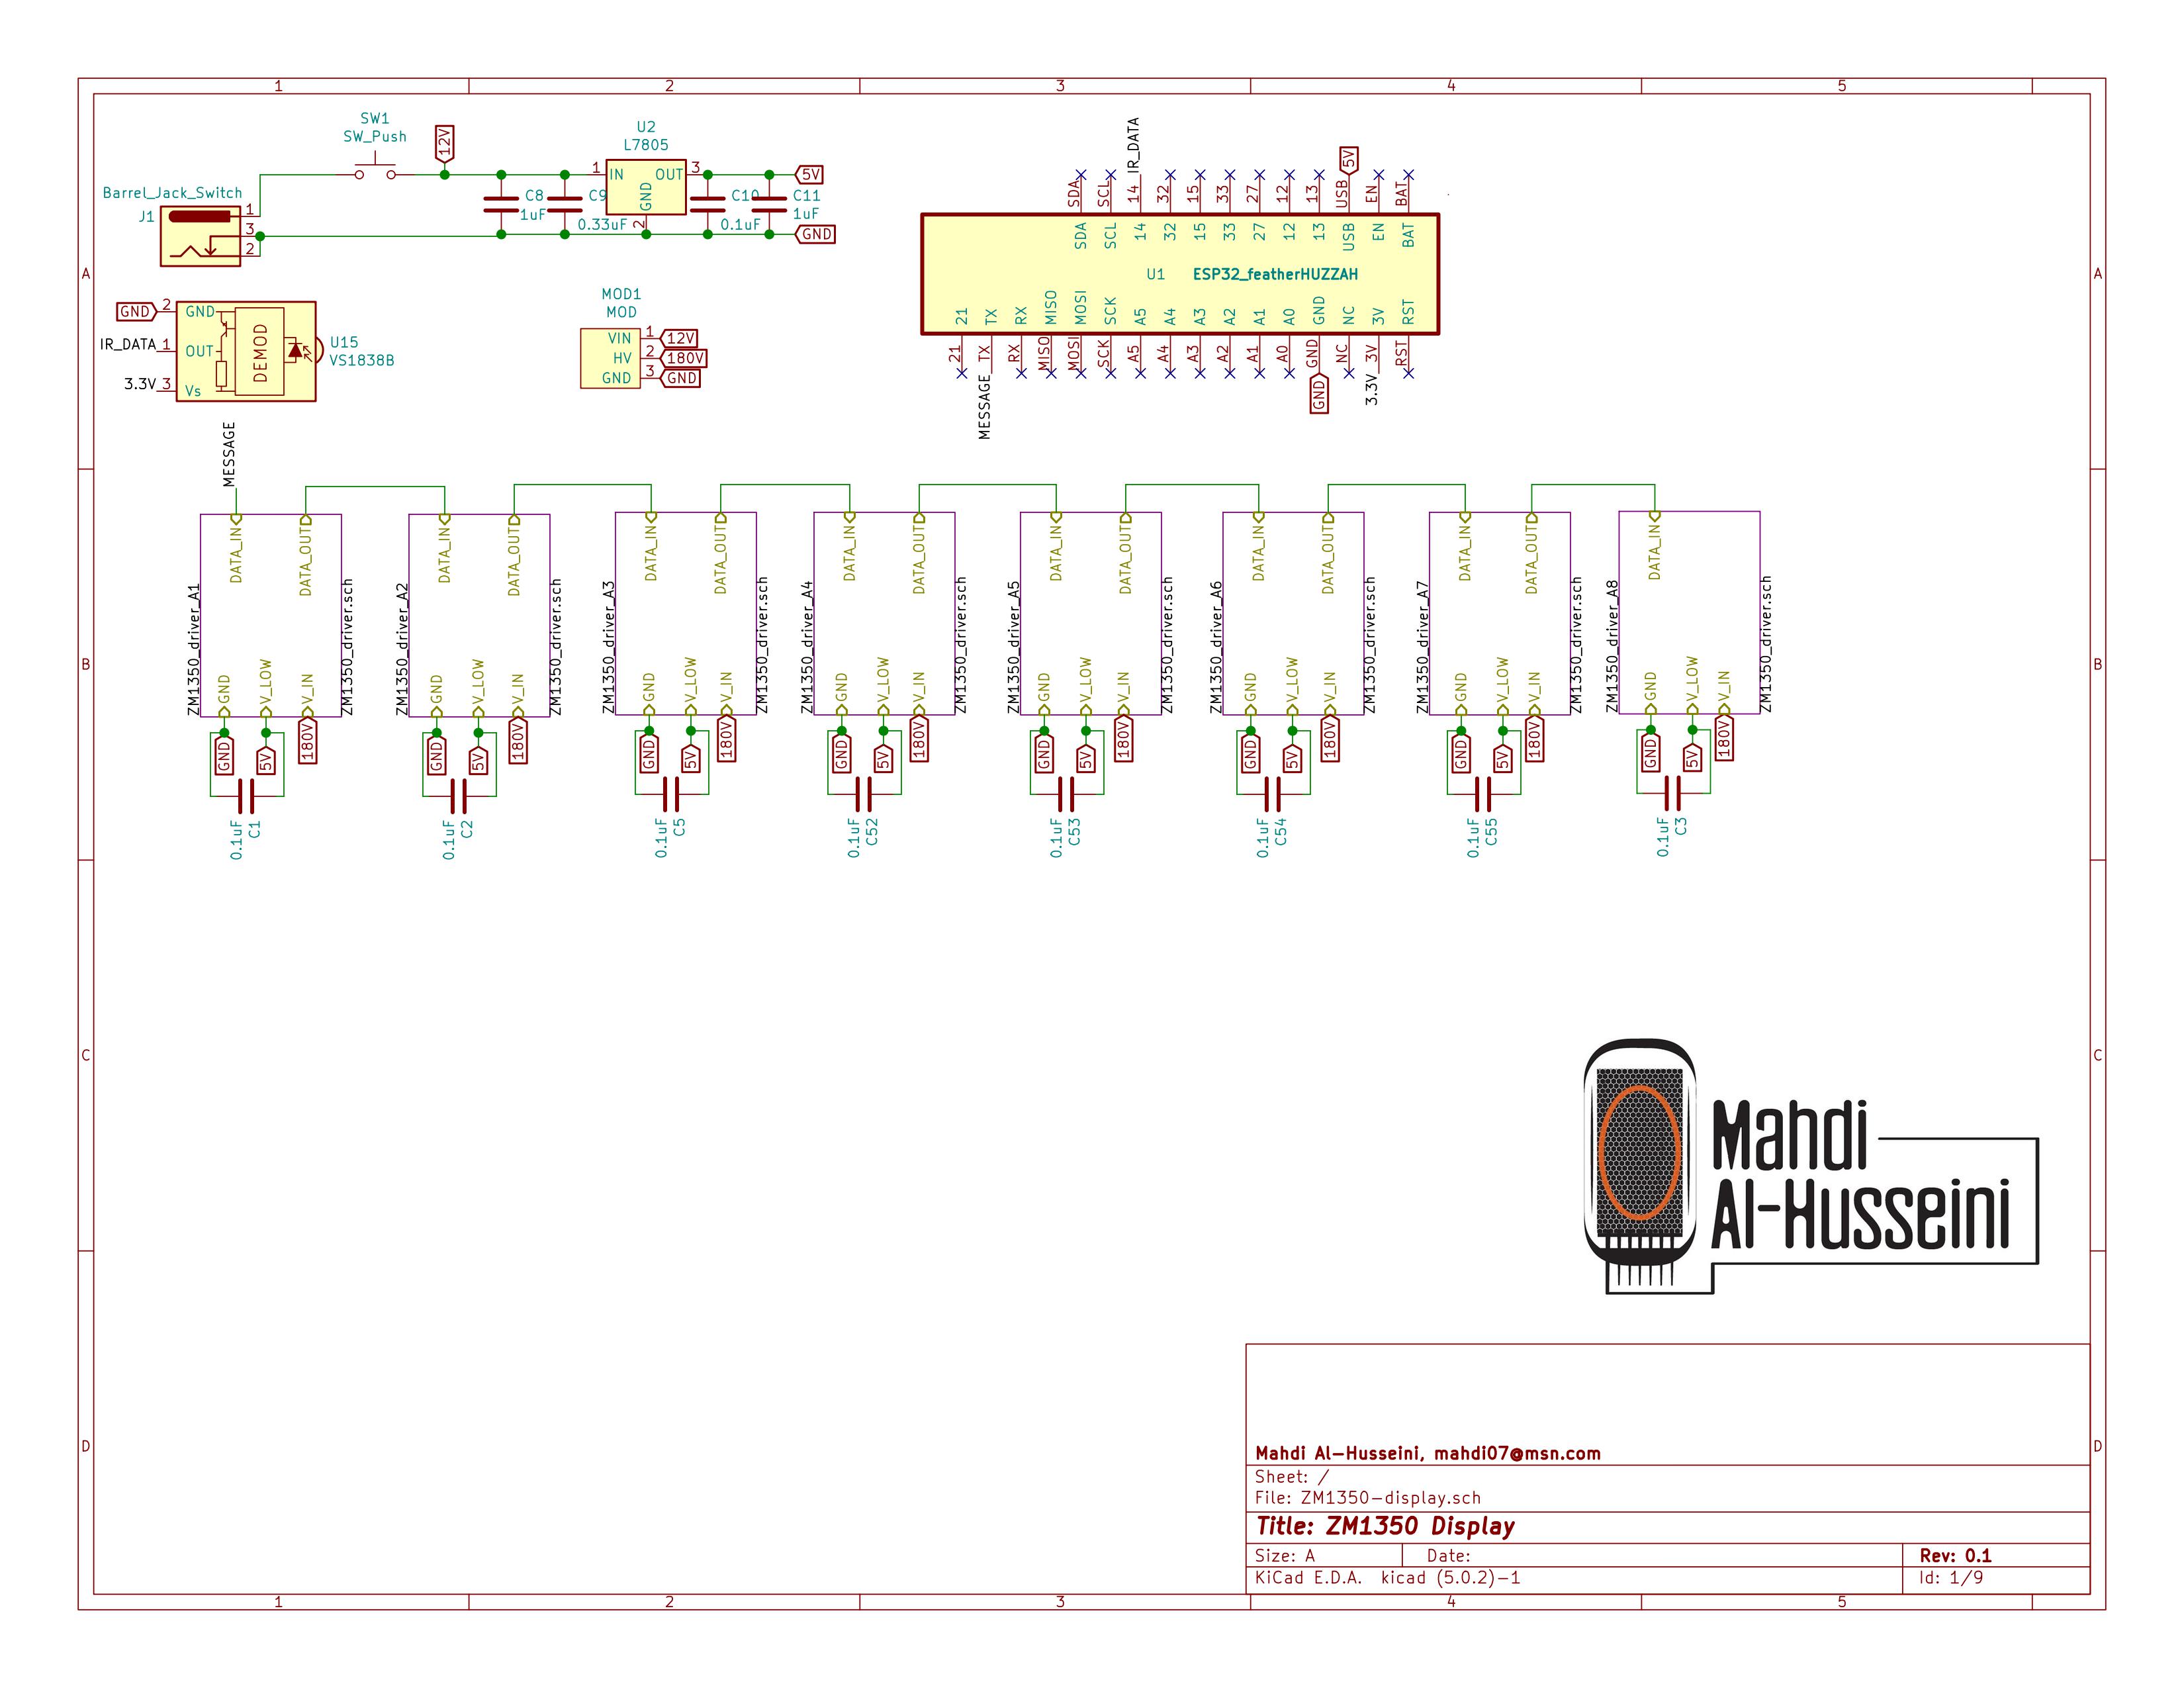 1 2 3 4 5
A
B
C
D
A
B
C
D
SW1
SW_Push
12V
U2
L7805
1 IN OUT 3
GND
2
5V
GND
C8
1uF
C9
0.33uF
C10
0.1uF
C11
1uF
Barrel_Jack_Switch
J1
1
3
2
GND 2 GND
IR_DATA 1 OUT
3.3V 3 Vs
DEMOD
U15
VS1838B
MOD1
MOD
VIN 1 12V
HV 2 180V
GND 3 GND
IR_DATA
5V
SDA SCL 14 32 15 33 27 12 13 USB EN BAT
SDA SCL 14 32 15 33 27 12 13 USB EN BAT
U1 ESP32_featherHUZZAH
21 TX RX MISO MOSI SCK A5 A4 A3 A2 A1 A0 GND NC 3V RST
21 TX RX MISO MOSI SCK A5 A4 A3 A2 A1 A0 GND NC 3V RST
MESSAGE
GND
3.3V
MESSAGE
ZM1350_driver_A1
DATA_IN DATA_OUT
GND V_LOW V_IN
ZM1350_driver.sch
GND 5V 180V
0.1uF
C1
ZM1350_driver_A2
DATA_IN DATA_OUT
GND V_LOW V_IN
ZM1350_driver.sch
GND 5V 180V
0.1uF
C2
ZM1350_driver_A3
DATA_IN DATA_OUT
GND V_LOW V_IN
ZM1350_driver.sch
GND 5V 180V
0.1uF
C5
ZM1350_driver_A4
DATA_IN DATA_OUT
GND V_LOW V_IN
ZM1350_driver.sch
GND 5V 180V
0.1uF
C52
ZM1350_driver_A5
DATA_IN DATA_OUT
GND V_LOW V_IN
ZM1350_driver.sch
GND 5V 180V
0.1uF
C53
ZM1350_driver_A6
DATA_IN DATA_OUT
GND V_LOW V_IN
ZM1350_driver.sch
GND 5V 180V
0.1uF
C54
ZM1350_driver_A7
DATA_IN DATA_OUT
GND V_LOW V_IN
ZM1350_driver.sch
GND 5V 180V
0.1uF
C55
ZM1350_driver_A8
DATA_IN
GND V_LOW V_IN
ZM1350_driver.sch
GND 5V 180V
0.1uF
C3
Mahdi
Al-Husseini
Mahdi Al-Husseini, mahdi07@msn.com
Sheet: /
File: ZM1350-display.sch
Title: ZM1350 Display
Size: A Date: Rev: 0.1
KiCad E.D.A. kicad (5.0.2)-1 Id: 1/9
1 2 3 4 5